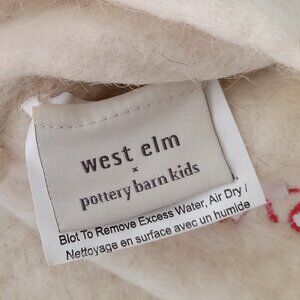 west elm
×
pottery barn kids
Blot To Remove Excess Water, Air Dry /
Nettoyage en surface avec un humide